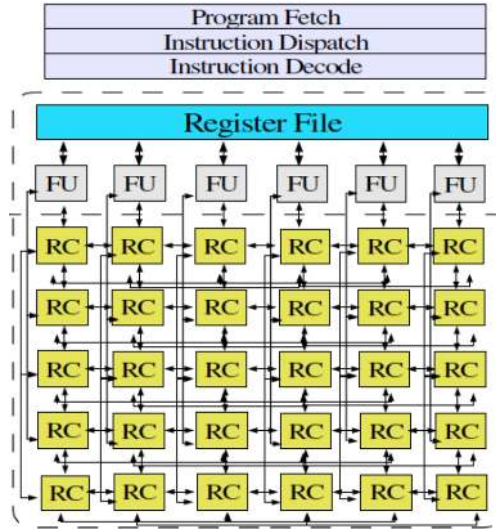 Program Fetch
Instruction Dispatch
Instruction Decode
Register File
FU FU FU FU FU FU
RC RC RC RC RC RC
RC RC RC RC RC RC
RC RC RC RC RC RC
RC RC RC RC RC RC
RC RC RC RC RC RC